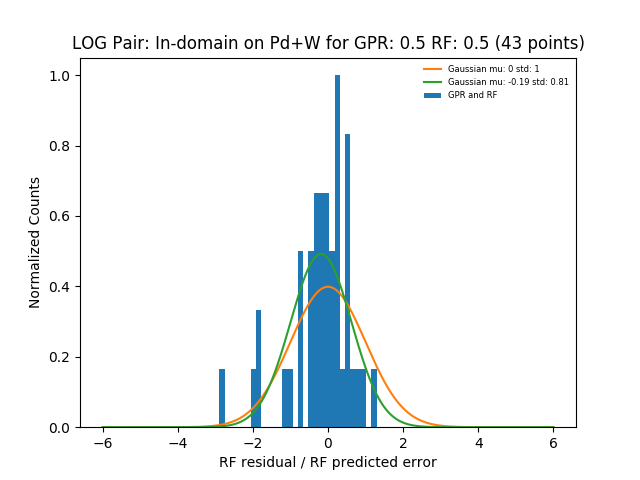 LOG Pair: In-domain on Pd+W for GPR: 0.5 RF: 0.5 (43 points)
Gaussian mu: 0 std: 1
Gaussian mu: -0.19 std: 0.81
GPR and RF
Normalized Counts
1.0
0.8
0.6
0.4
0.2
0.0
−6 −4 −2 0 2 4 6
RF residual / RF predicted error